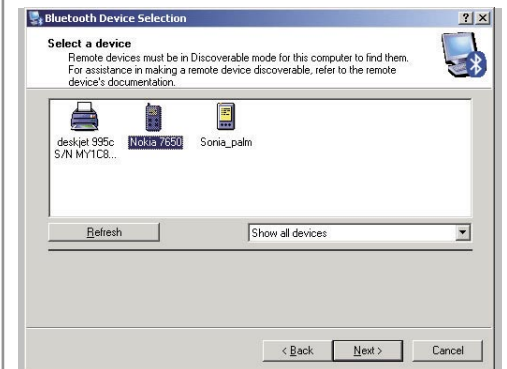 Bluetooth Device Selection
Select a device
Remote devices must be in Discoverable mode for this computer to find them.
For assistance in making a remote device discoverable, refer to the remote
device's documentation.
deskjet 995c
S/N MY1C8...
Nokia 7650
Sonia_palm
Refresh
Show all devices
< Back
Next >
Cancel